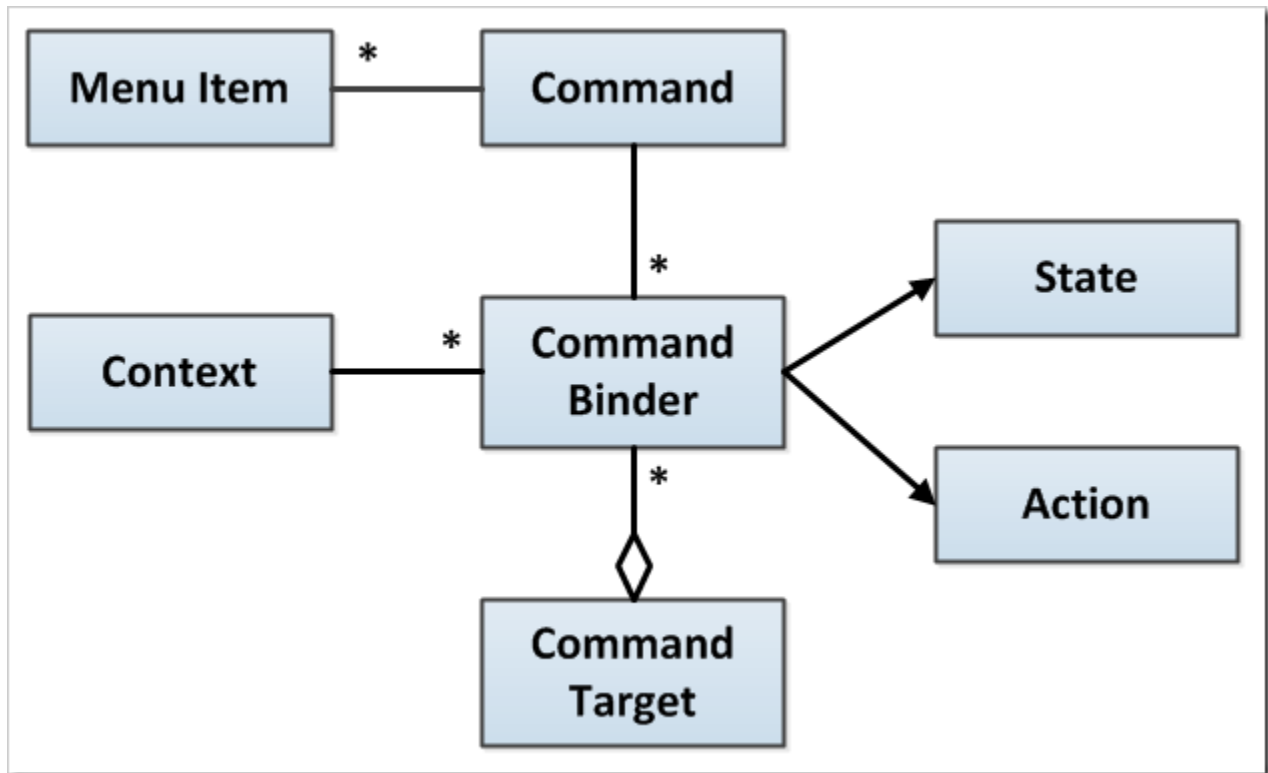 Menu Item
*
Command
*
State
Context
*
Command
Binder
Action
*
Command
Target